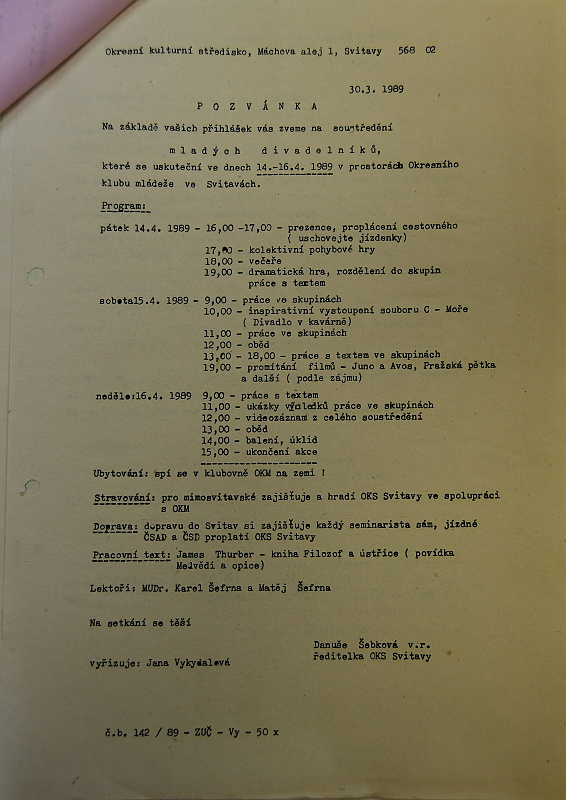 Okresní kulturní středisko, Máchova alej 1, Svitavy 568 02
30.3. 1989
P O Z V Á N K A
Na základě vašich přihlášek vás zveme na soustředění
m l a d ý c h d i v a d e l n í k ů,
které se uskuteční ve dnech 14.-16.4. 1989 v prostorách Okresního
klubu mládeže ve Svitavách.
Program:
pátek 14.4. 1989 - 16,00 -17,00 - prezence, proplácení cestovného
( uschovejte jízdenky)
17,00 - kolektivní pohybové hry
18,00 - večeře
19,00 - dramatická hra, rozdělení do skupin
práce s textem
sobota15.4. 1989 - 9,00 - práce ve skupinách
10,00 - inspirativní vystoupení souboru C - Moře
( Divadlo v kavárně)
11,00 - práce ve skupinách
12,00 - oběd
13,00 - 18,00 - práce s textem ve skupinách
19,00 - promítání filmů - Juno a Avos, Pražská pětka
a další ( podle zájmu)
neděle:16.4. 1989 9,00 - práce s textem
11,00 - ukázky výsledků práce ve skupinách
12,00 - videozáznam z celého soustředění
13,00 - oběd
14,00 - balení, úklid
15,00 - ukončení akce
--------------------
Ubytování: spí se v klubovně OKM na zemi !
Stravování: pro mimosvitavské zajišťuje a hradí OKS Svitavy ve spolupráci
s OKM
Doprava: dopravu do Svitav si zajišťuje každý seminarista sám, jízdné
ČSAD a ČSD proplatí OKS Svitavy
Pracovní text: James Thurber - kniha Filozof a ústřice ( povídka
Medvědi a opice)
Lektoři: MUDr. Karel Šefrna a Matěj Šefrna
Na setkání se těší
Danuše Šebková v.r.
ředitelka OKS Svitavy
vyřizuje: Jana Vykydalová
č.b. 142 / 89 - ZUČ - Vy - 50 x